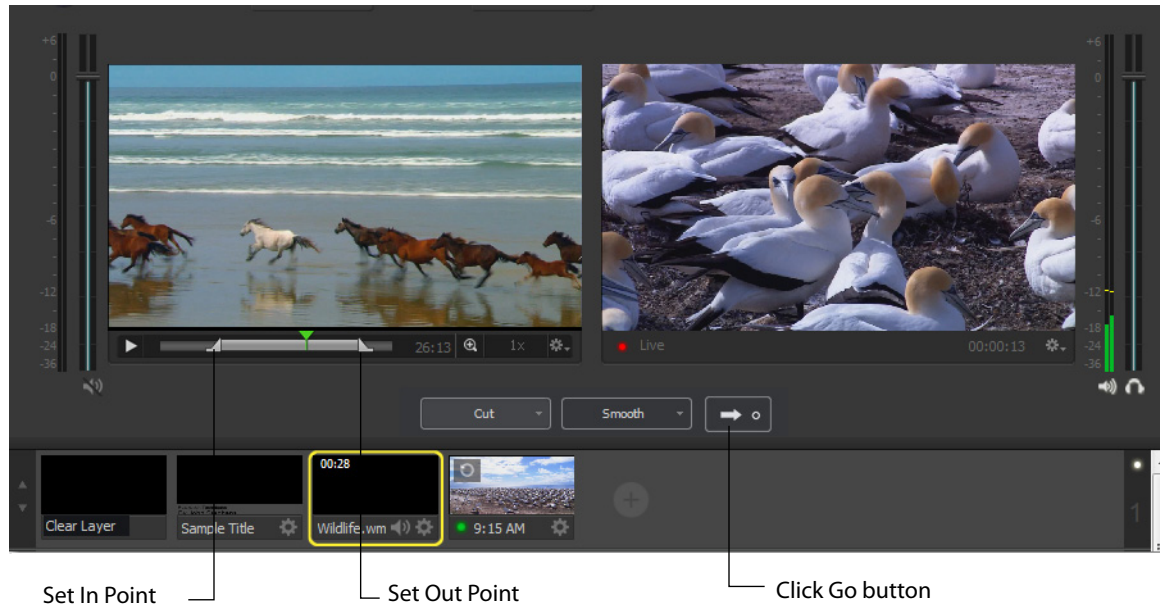 +6
0
-6
-12
-18
-24
-36
26:13
1x
Live
00:00:13
+6
0
-6
-12
-18
-24
-36
Cut
Smooth
Clear Layer
Sample Title
00:28
Wildlife.wm
9:15 AM
1
Set In Point
Set Out Point
Click Go button